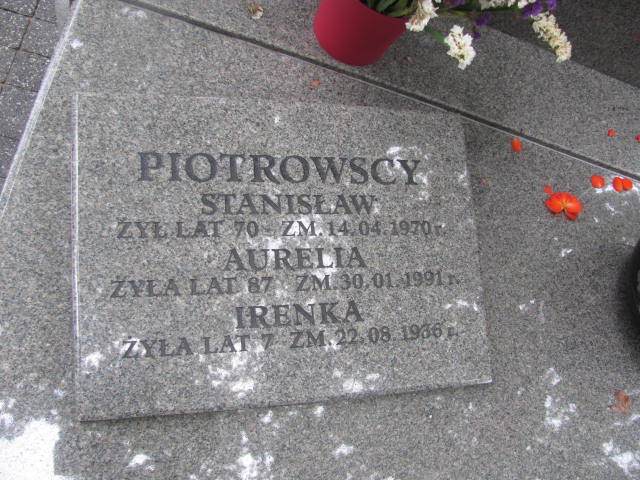 PIOTROWSCY
STANISŁAW
ŻYŁ LAT 70 - ZM. 14.04.1970 r.
AURELIA
ŻYŁA LAT 87 ZM. 30.01.1991 r.
IRENKA
ŻYŁA LAT 7 ZM. 22.08.1936 r.